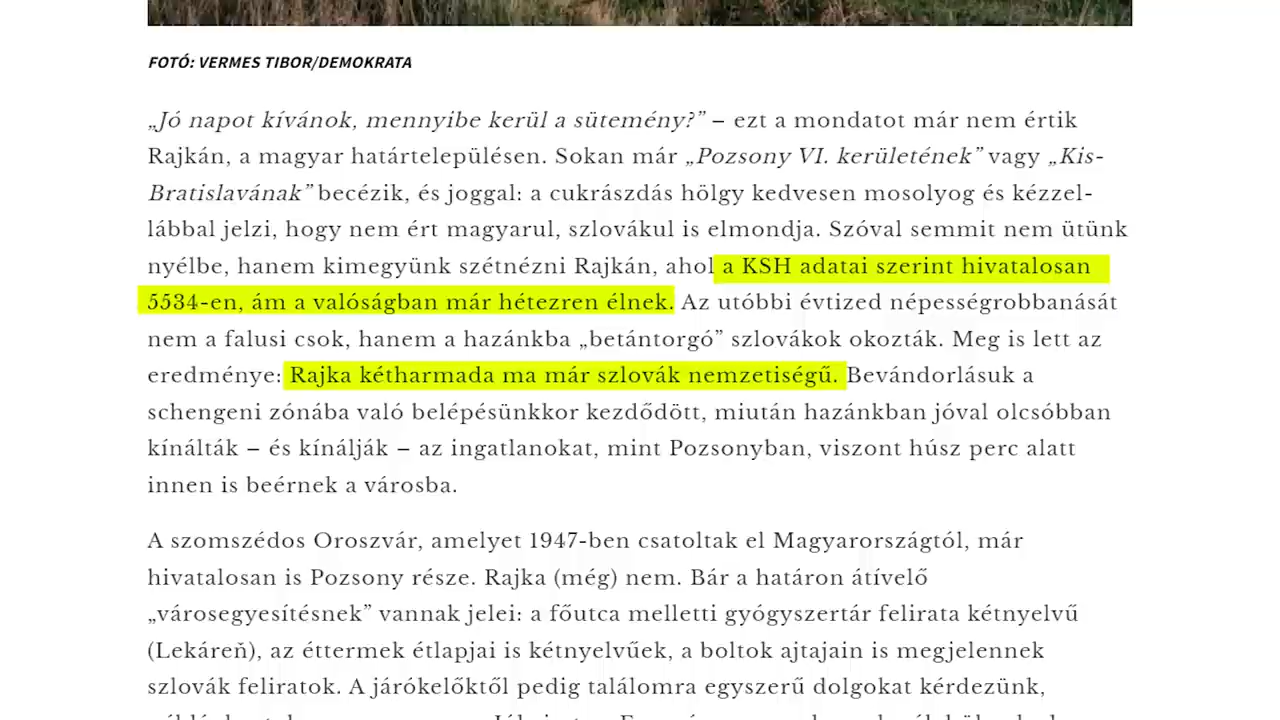 FOTÓ: VERMES TIBOR/DEMOKRATA
„Jó napot kívánok, mennyibe kerül a sütemény?” – ezt a mondatot már nem értik
Rajkán, a magyar határtelepülésen. Sokan már „Pozsony VI. kerületének” vagy „Kis-
Bratislavának” becézik, és joggal: a cukrászdás hölgy kedvesen mosolyog és kézzel-
lábbal jelzi, hogy nem ért magyarul, szlovákul is elmondja. Szóval semmit nem ütünk
nyélbe, hanem kimegyünk szétnézni Rajkán, ahol a KSH adatai szerint hivatalosan
5534-en, ám a valóságban már hétezren élnek. Az utóbbi évtized népességrobbanását
nem a falusi csok, hanem a hazánkba „betántorgó” szlovákok okozták. Meg is lett az
eredménye: Rajka kétharmada ma már szlovák nemzetiségű. Bevándorlásuk a
schengeni zónába való belépésünkkor kezdődött, miután hazánkban jóval olcsóbban
kínálták – és kínálják – az ingatlanokat, mint Pozsonyban, viszont húsz perc alatt
innen is beérnek a városba.
A szomszédos Oroszvár, amelyet 1947-ben csatoltak el Magyarországtól, már
hivatalosan is Pozsony része. Rajka (még) nem. Bár a határon átívelő
„városegyesítésnek” vannak jelei: a főutca melletti gyógyszertár felirata kétnyelvű
(Lekáreň), az éttermek étlapjai is kétnyelvűek, a boltok ajtajain is megjelennek
szlovák feliratok. A járókelőktől pedig találomra egyszerű dolgokat kérdezünk,